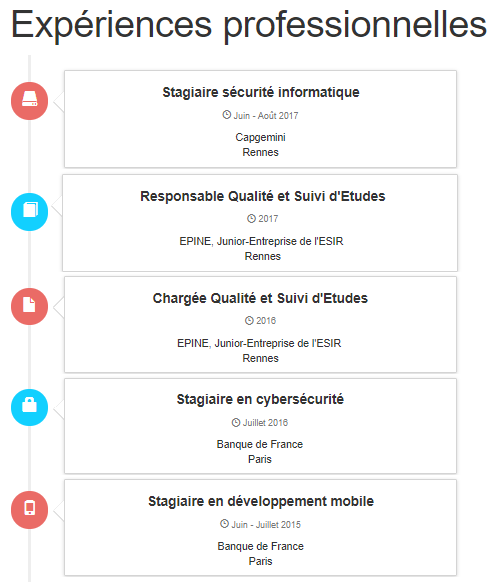 Expériences professionnelles
Stagiaire sécurité informatique
Juin - Août 2017
Capgemini
Rennes
Responsable Qualité et Suivi d'Etudes
2017
EPINE, Junior-Entreprise de l'ESIR
Rennes
Chargée Qualité et Suivi d'Etudes
2016
EPINE, Junior-Entreprise de l'ESIR
Rennes
Stagiaire en cybersécurité
Juillet 2016
Banque de France
Paris
Stagiaire en développement mobile
Juin - Juillet 2015
Banque de France
Paris